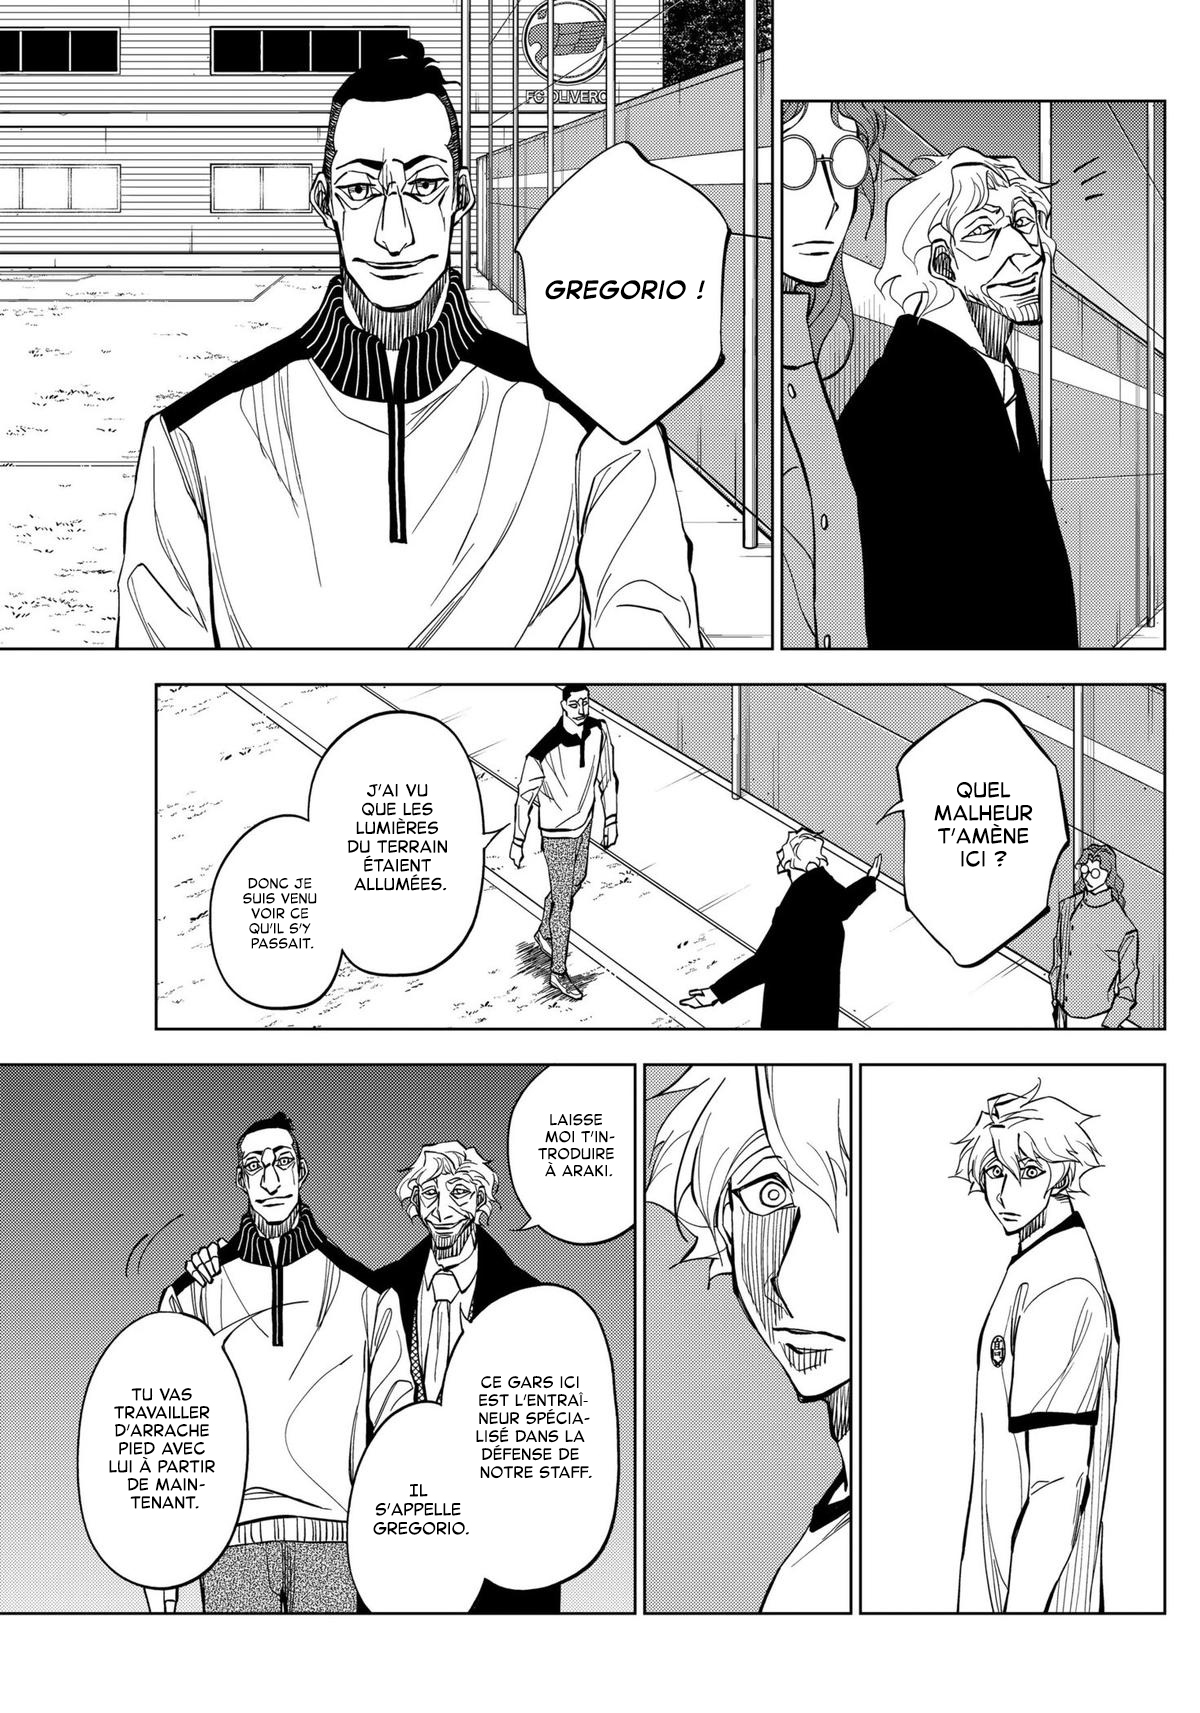 FC OLIVERO
GREGORIO !
QUEL
MALHEUR
T'AMÈNE
ICI ?
J'AI VU
QUE LES
LUMIÈRES
DU TERRAIN
ÉTAIENT
ALLUMÉES.
DONC JE
SUIS VENU
VOIR CE
QU'IL S'Y
PASSAIT.
LAISSE
MOI T'IN-
TRODUIRE
À ARAKI.
CE GARS ICI
EST L'ENTRAÎ-
NEUR SPÉCIA-
LISÉ DANS LA
DÉFENSE DE
NOTRE STAFF.
IL
S'APPELLE
GREGORIO.
TU VAS
TRAVAILLER
D'ARRACHE
PIED AVEC
LUI À PARTIR
DE MAIN-
TENANT.